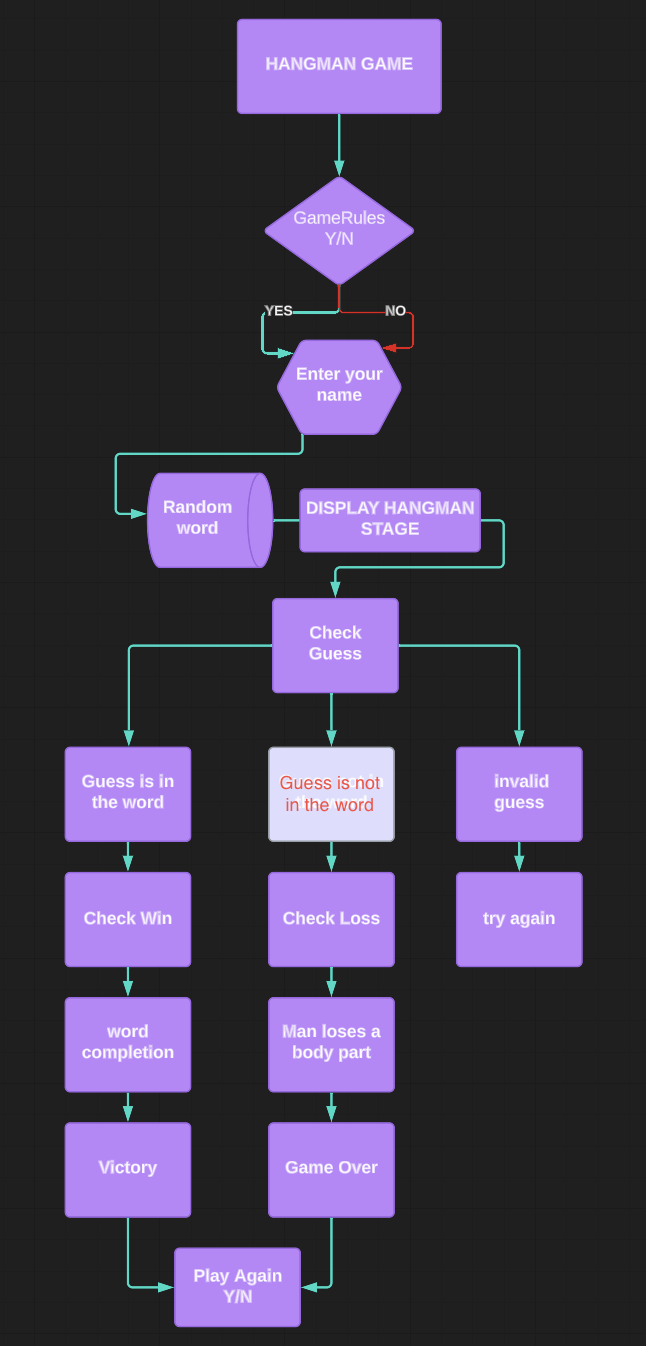 HANGMAN GAME
GameRules
Y/N
YES
NO
Enter your
name
Random
word
DISPLAY HANGMAN
STAGE
Check
Guess
Guess is in
the word
Guess is not
in the word
invalid
guess
Check Win
Check Loss
try again
word
completion
Man loses a
body part
Victory
Game Over
Play Again
Y/N